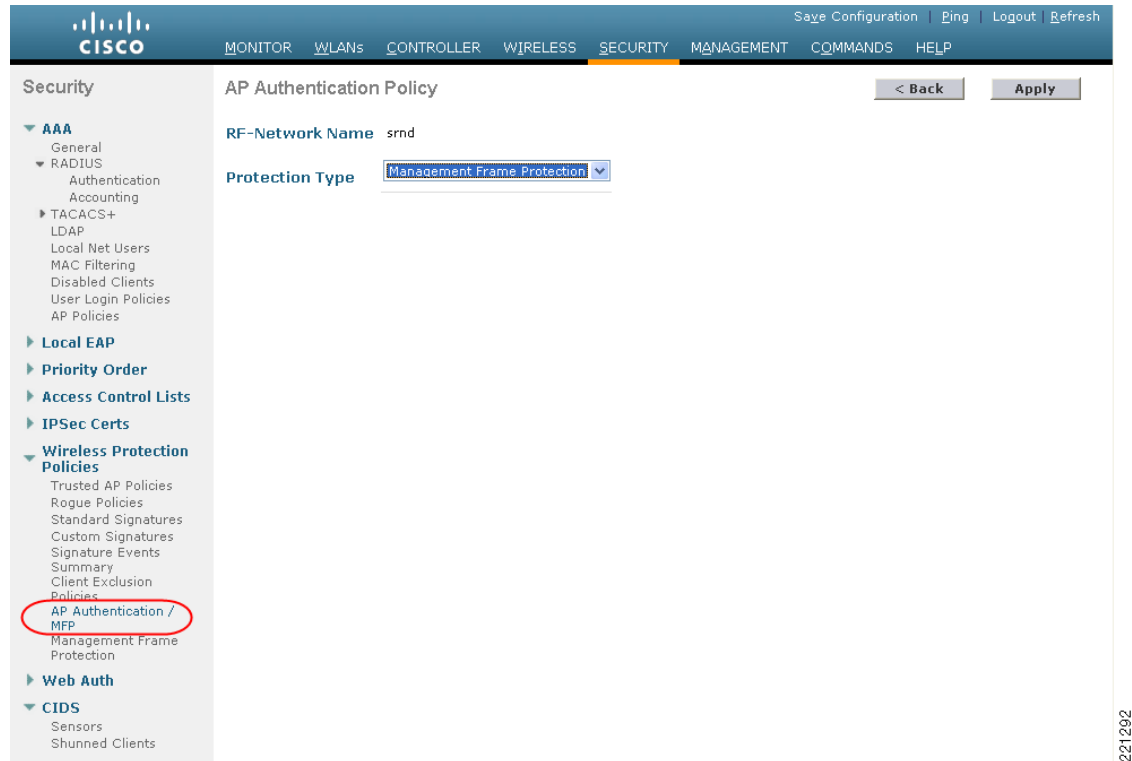 Save Configuration | Ping | Logout | Refresh
CISCO
MONITOR WLANs CONTROLLER WIRELESS SECURITY MANAGEMENT COMMANDS HELP
Security
AAA
General
RADIUS
Authentication
Accounting
TACACS+
LDAP
Local Net Users
MAC Filtering
Disabled Clients
User Login Policies
AP Policies
Local EAP
Priority Order
Access Control Lists
IPSec Certs
Wireless Protection
Policies
Trusted AP Policies
Rogue Policies
Standard Signatures
Custom Signatures
Signature Events
Summary
Client Exclusion
Policies
AP Authentication /
MFP
Management Frame
Protection
Web Auth
CIDS
Sensors
Shunned Clients
AP Authentication Policy
< Back Apply
RF-Network Name srnd
Protection Type Management Frame Protection
221292